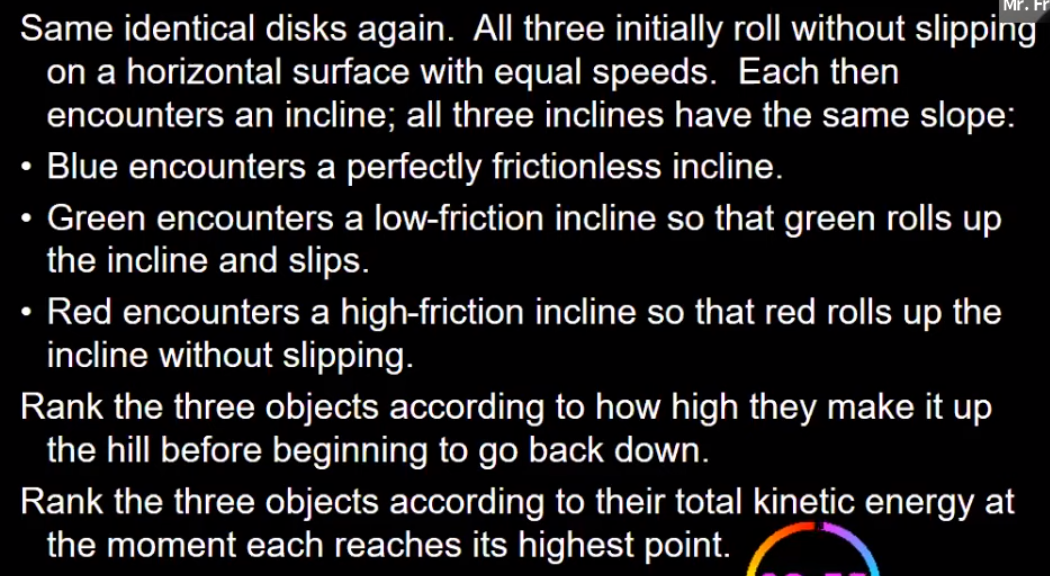 Mr. Fr
Same identical disks again. All three initially roll without slipping
on a horizontal surface with equal speeds. Each then
encounters an incline; all three inclines have the same slope:
• Blue encounters a perfectly frictionless incline.
• Green encounters a low-friction incline so that green rolls up
the incline and slips.
• Red encounters a high-friction incline so that red rolls up the
incline without slipping.
Rank the three objects according to how high they make it up
the hill before beginning to go back down.
Rank the three objects according to their total kinetic energy at
the moment each reaches its highest point.